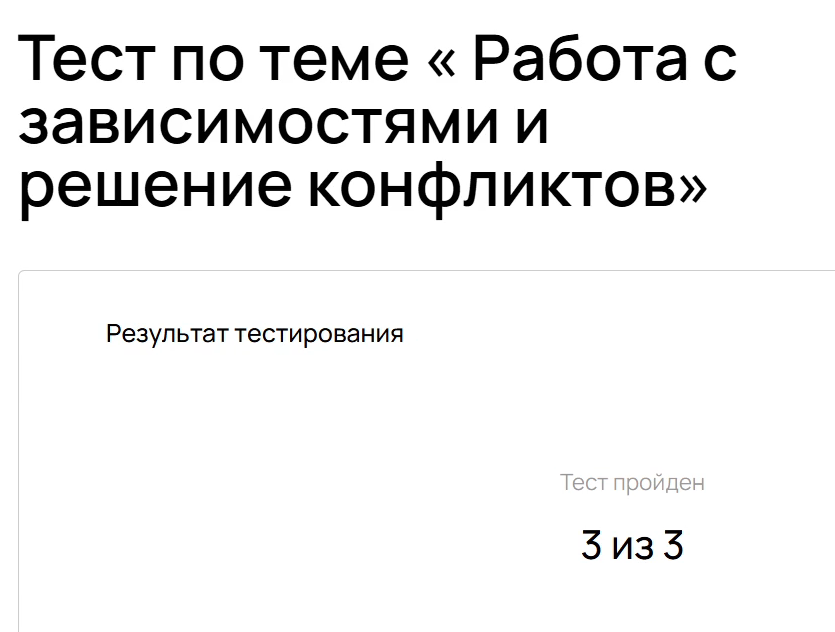 Тест по теме « Работа с
зависимостями и
решение конфликтов»
Результат тестирования
Тест пройден
3 из 3